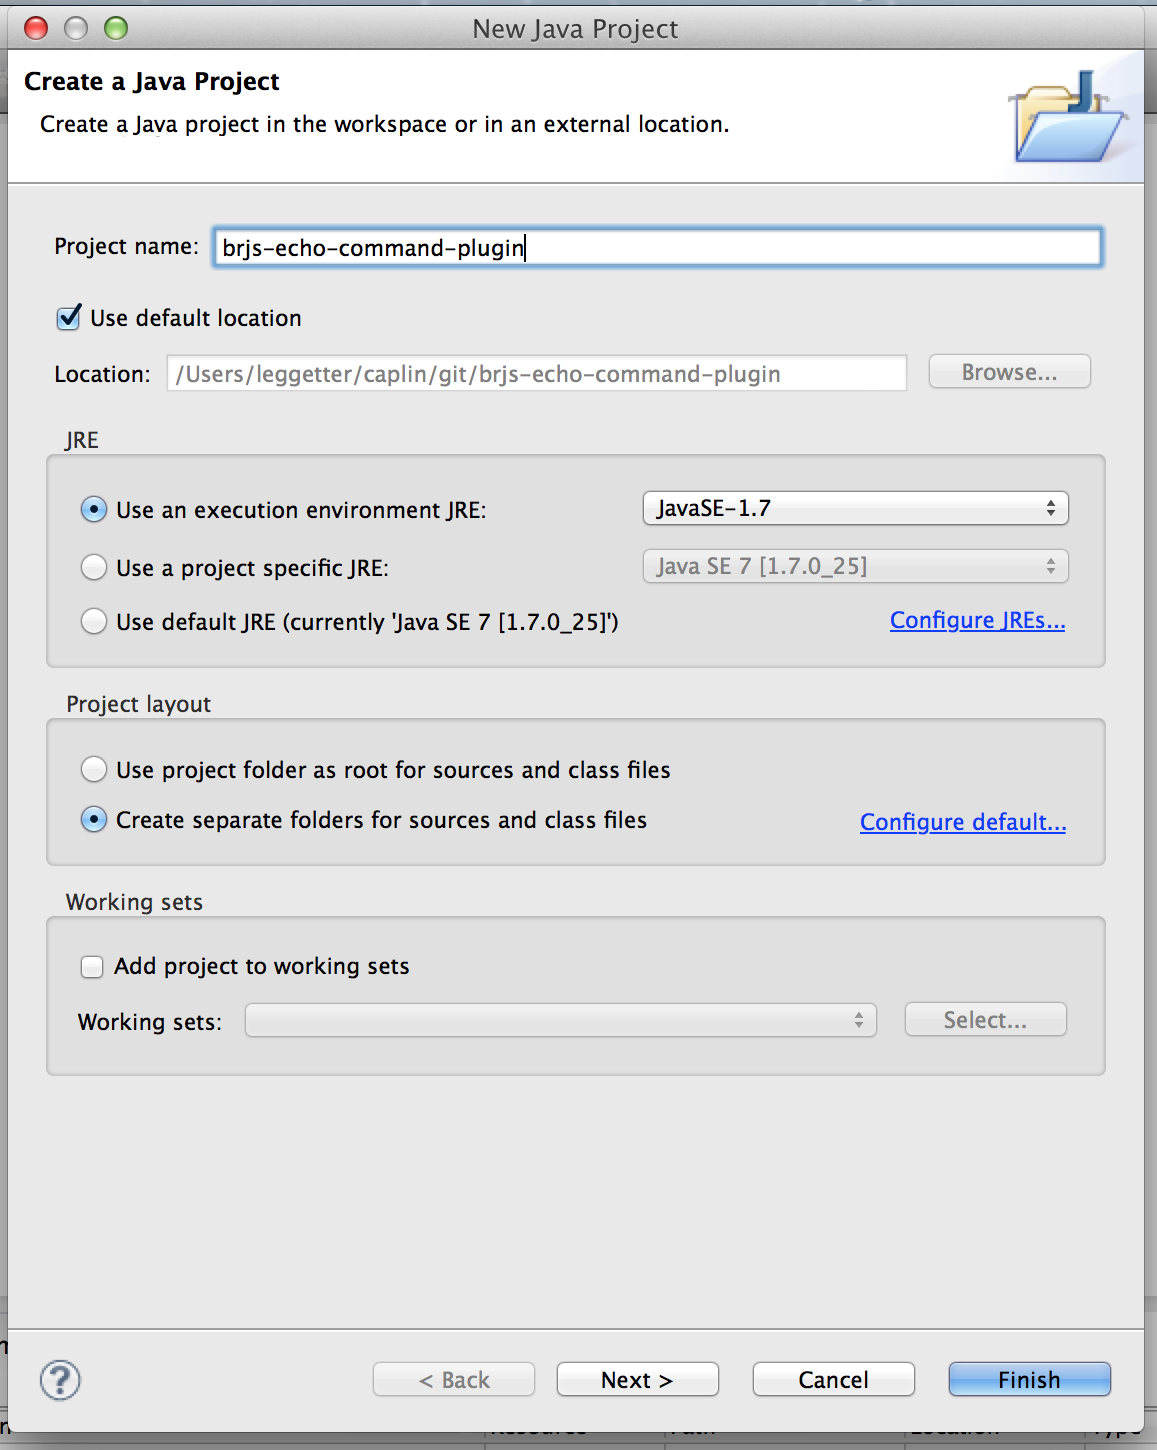 New Java Project
Create a Java Project
Create a Java project in the workspace or in an external location.
Project name: brjs-echo-command-plugin
Use default location
Location: /Users/leggetter/caplin/git/brjs-echo-command-plugin Browse...
JRE
Use an execution environment JRE: JavaSE-1.7
Use a project specific JRE: Java SE 7 [1.7.0_25]
Use default JRE (currently 'Java SE 7 [1.7.0_25]') Configure JREs...
Project layout
Use project folder as root for sources and class files
Create separate folders for sources and class files Configure default...
Working sets
Add project to working sets
Working sets: Select...
? < Back Next > Cancel Finish